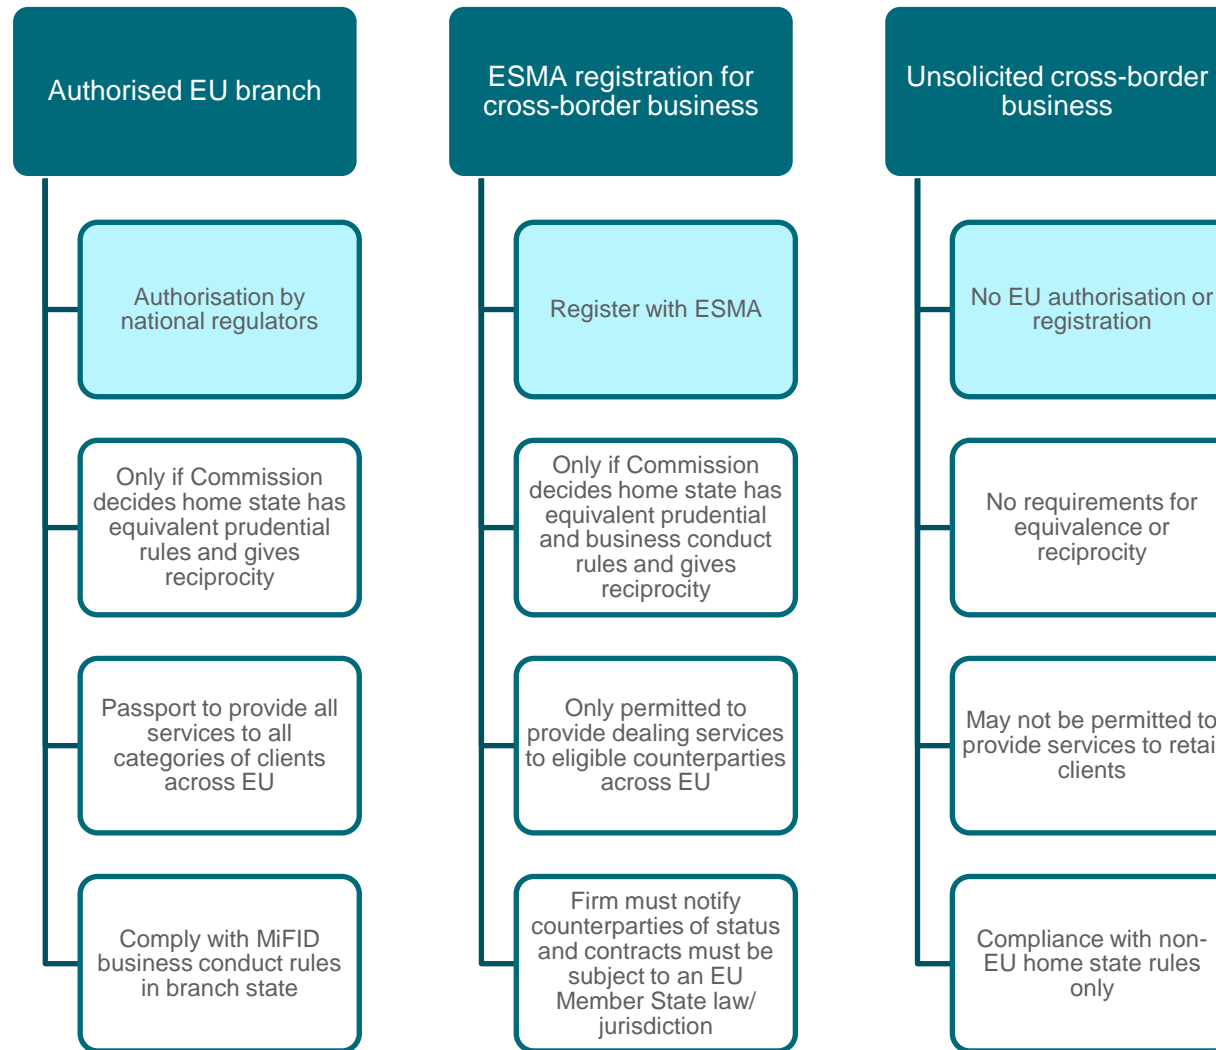 Authorised EU branch
Authorisation by
national regulators
Only if Commission
decides home state has
equivalent prudential
rules and gives
reciprocity
Passport to provide all
services to all
categories of clients
across EU
Comply with MiFID
business conduct rules
in branch state
ESMA registration for
cross-border business
Register with ESMA
Only if Commission
decides home state has
equivalent prudential
and business conduct
rules and gives
reciprocity
Only permitted to
provide dealing services
to eligible counterparties
across EU
Firm must notify
counterparties of status
and contracts must be
subject to an EU
Member State law/
jurisdiction
Unsolicited cross-border
business
No EU authorisation or
registration
No requirements for
equivalence or
reciprocity
May not be permitted to
provide services to retai
clients
Compliance with non-
EU home state rules
only